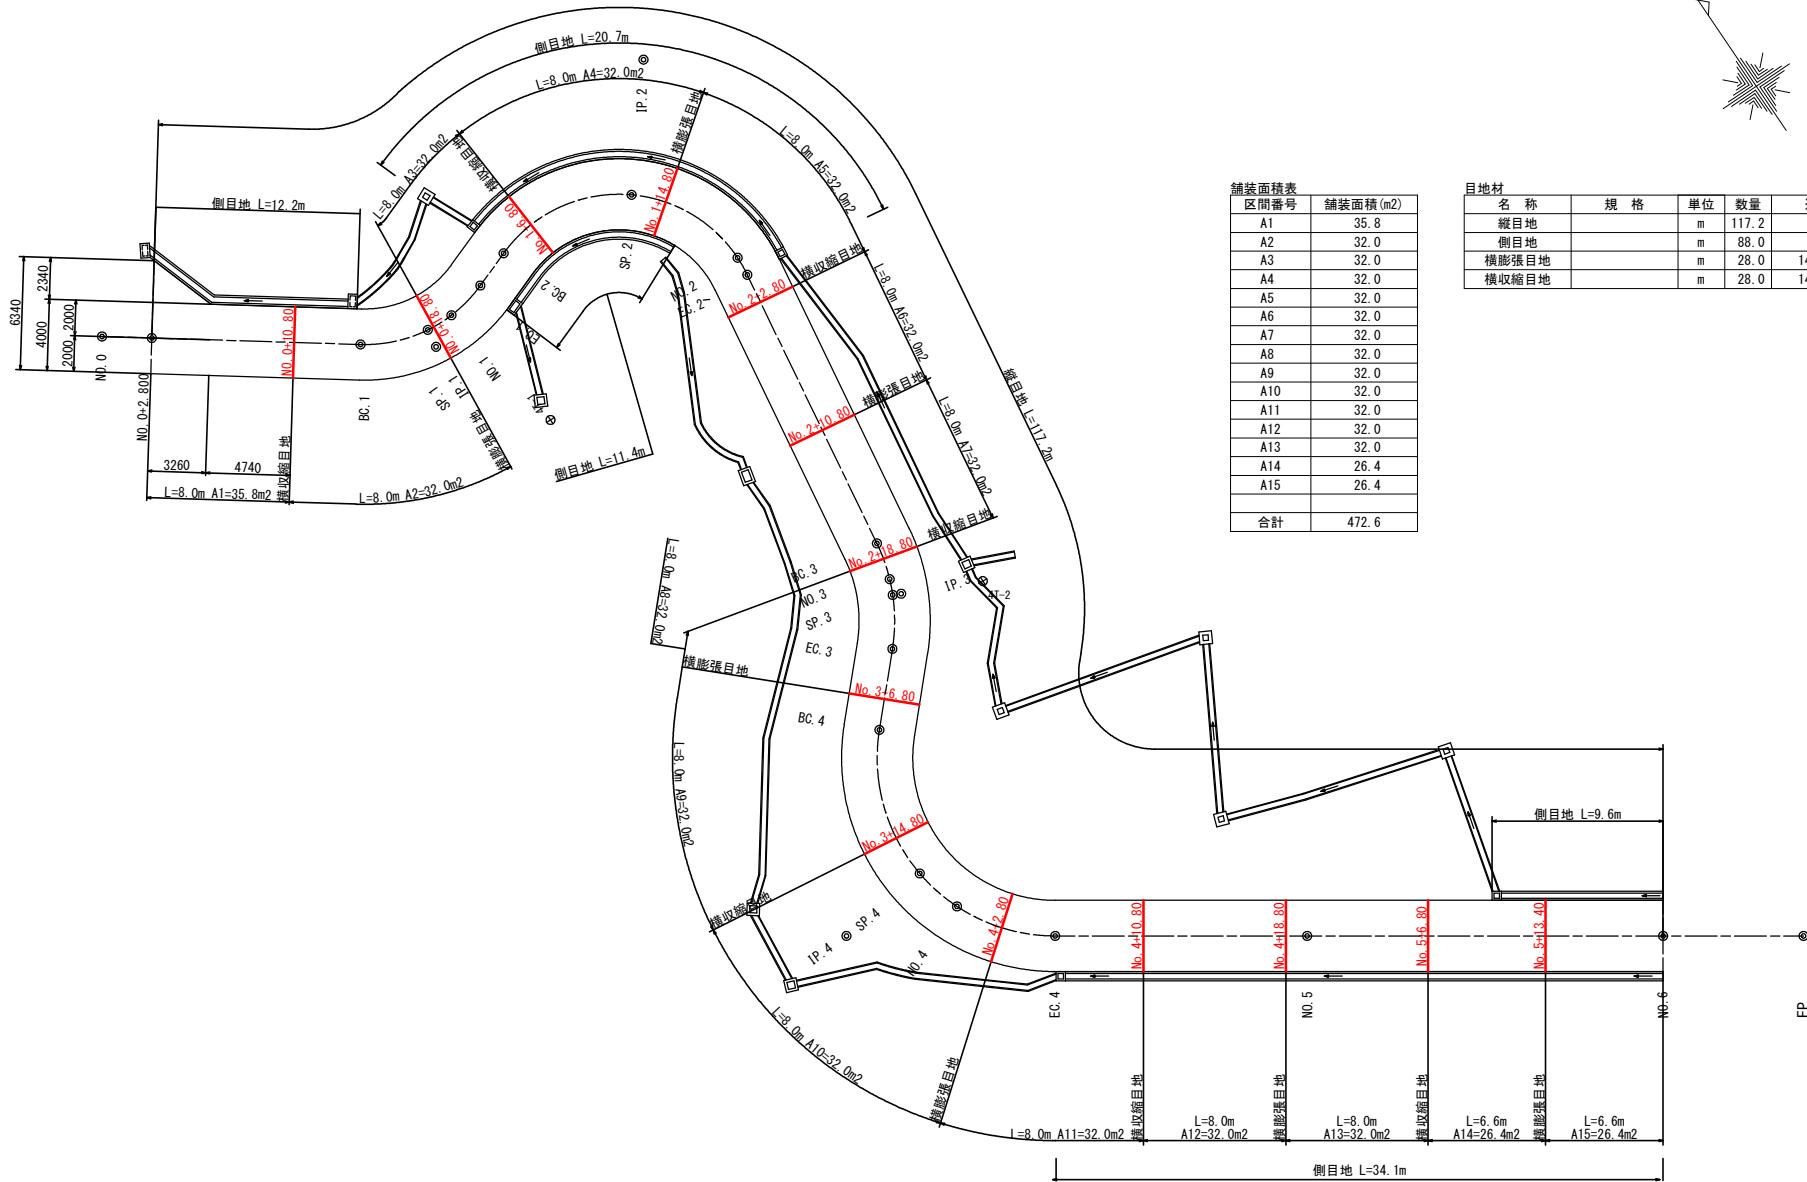 側目地 L=20.7m
L=8.0m A4=32.0m2
IP.2
横膨張目地
横収縮目地
L=8.0m A3=32.0m2
L=8.0m A5=32.0m2
側目地 L=12.2m
No.1+6.80
No.1+14.80
SP.2
BC.2
EC.1
NO.2
EC.2
横収縮目地
No.2+2.80
L=8.0m A6=32.0m2
6340
2340
4000
2000
2000
NO.0
NO.0+2.800
No.0+10.80
NO.0+18.80
BC.1
SP.1
IP.1
NO.1
4T-1
横膨張目地
横収縮目地
3260
4740
L=8.0m A1=35.8m2
L=8.0m A2=32.0m2
側目地 L=11.4m
横膨張目地
No.2+10.80
L=8.0m A7=32.0m2
縦目地 L=117.2m
横収縮目地
No.2+18.80
BC.3
NO.3
SP.3
EC.3
IP.3
4T-2
L=8.0m A8=32.0m2
横膨張目地
No.3+6.80
BC.4
L=8.0m A9=32.0m2
No.3+14.80
横収縮目地
SP.4
IP.4
NO.4
No.4+2.80
L=8.0m A10=32.0m2
横膨張目地
側目地 L=9.6m
No.4+10.80
No.4+18.80
No.5+6.80
No.5+13.40
EC.4
NO.5
NO.6
EP
横収縮目地
横膨張目地
横収縮目地
横膨張目地
L=8.0m A11=32.0m2
L=8.0m
A12=32.0m2
L=8.0m
A13=32.0m2
L=6.6m
A14=26.4m2
L=6.6m
A15=26.4m2
側目地 L=34.1m
舗装面積表
区間番号 舗装面積(m2)
A1 35.8
A2 32.0
A3 32.0
A4 32.0
A5 32.0
A6 32.0
A7 32.0
A8 32.0
A9 32.0
A10 32.0
A11 32.0
A12 32.0
A13 32.0
A14 26.4
A15 26.4
合計 472.6
目地材
名 称 規 格 単位 数量
縦目地 m 117.2
側目地 m 88.0
横膨張目地 m 28.0 14
横収縮目地 m 28.0 14